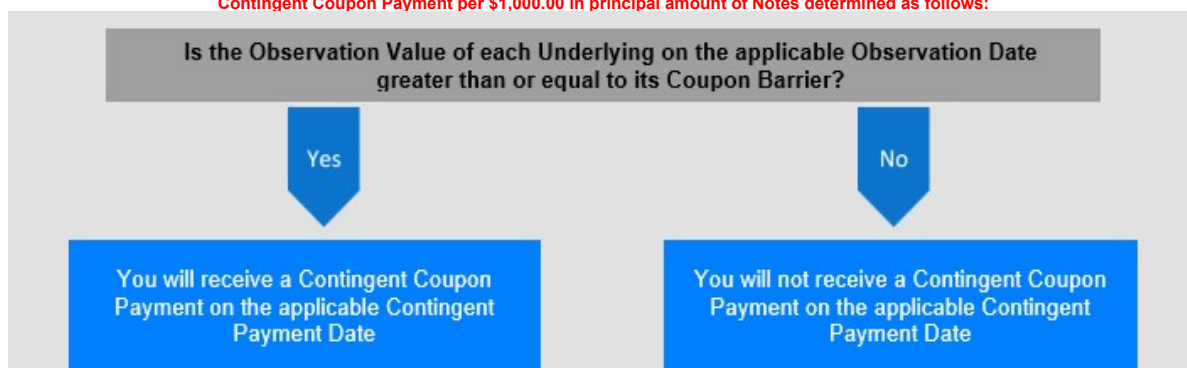 Contingent Coupon Payment per $1,000.00 in principal amount of Notes determined as follows:
Is the Observation Value of each Underlying on the applicable Observation Date
greater than or equal to its Coupon Barrier?
Yes
No
You will receive a Contingent Coupon
Payment on the applicable Contingent
Payment Date
You will not receive a Contingent Coupon
Payment on the applicable Contingent
Payment Date